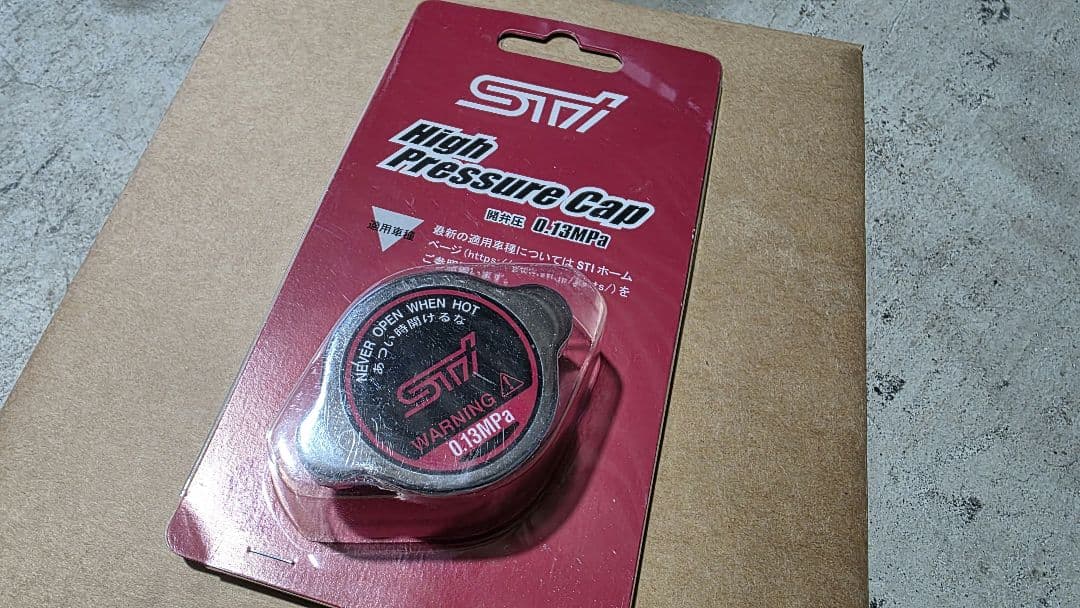 STi
High
Pressure Cap
開弁圧 0.13MPa
適用車種
最新の適用車種については STI ホーム
ページ(https:/
/)を
NEVER OPEN WHEN HOT
あつい時開けるな
STi
WARNING
0.13MPa